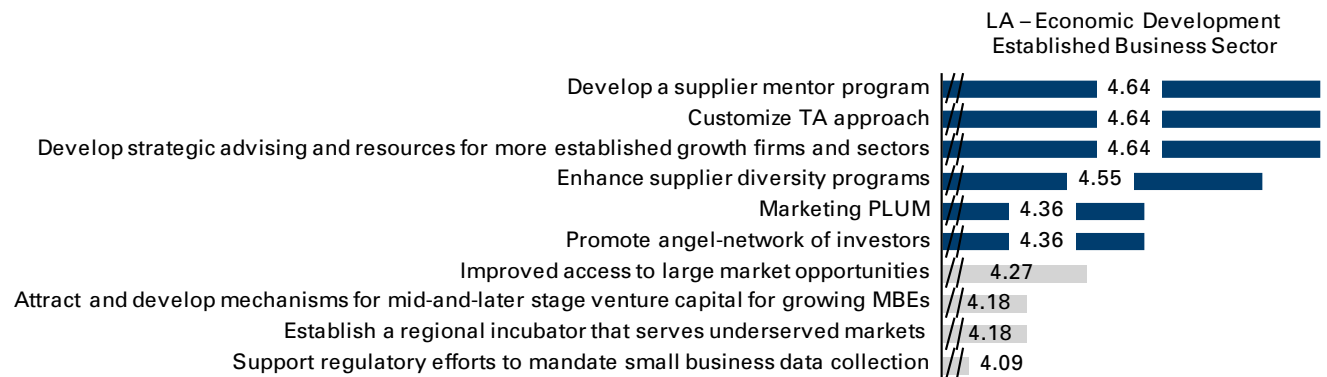 LA – Economic Development
Established Business Sector
Develop a supplier mentor program 4.64
Customize TA approach 4.64
Develop strategic advising and resources for more established growth firms and sectors 4.64
Enhance supplier diversity programs 4.55
Marketing PLUM 4.36
Promote angel-network of investors 4.36
Improved access to large market opportunities 4.27
Attract and develop mechanisms for mid-and-later stage venture capital for growing MBEs 4.18
Establish a regional incubator that serves underserved markets 4.18
Support regulatory efforts to mandate small business data collection 4.09